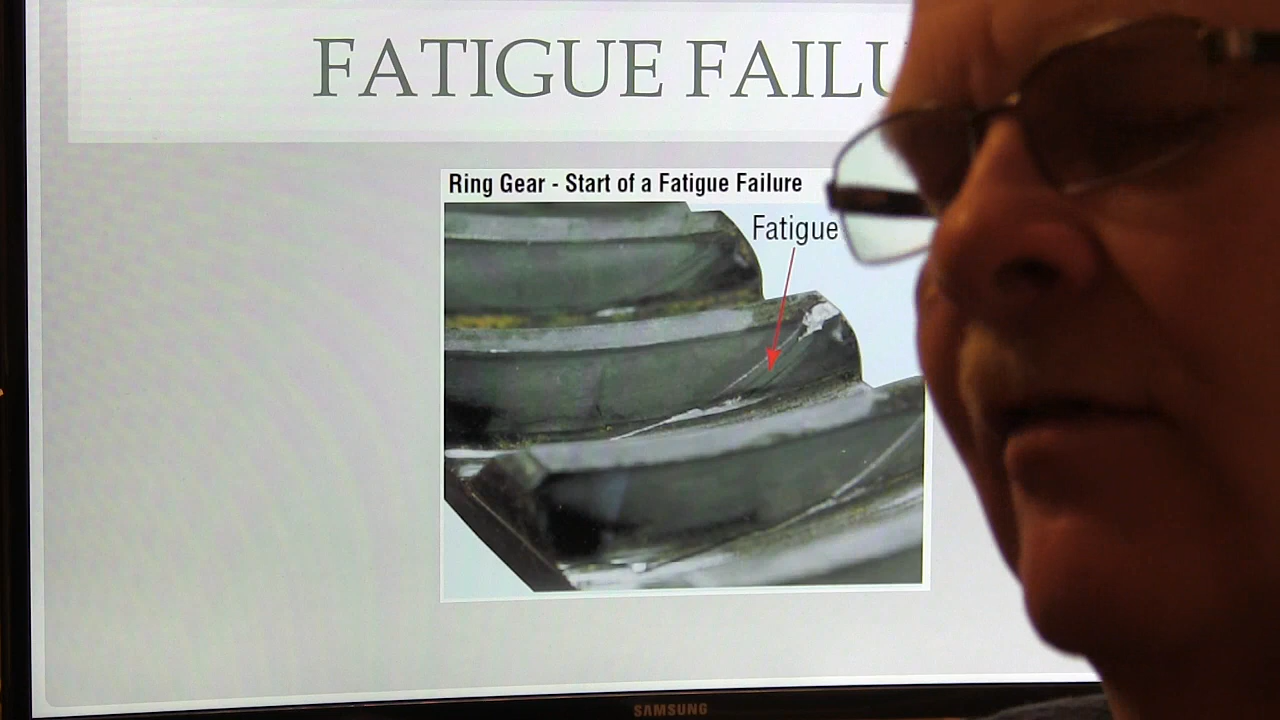 FATIGUE FAILU
Ring Gear - Start of a Fatigue Failure
Fatigue
SAMSUNG